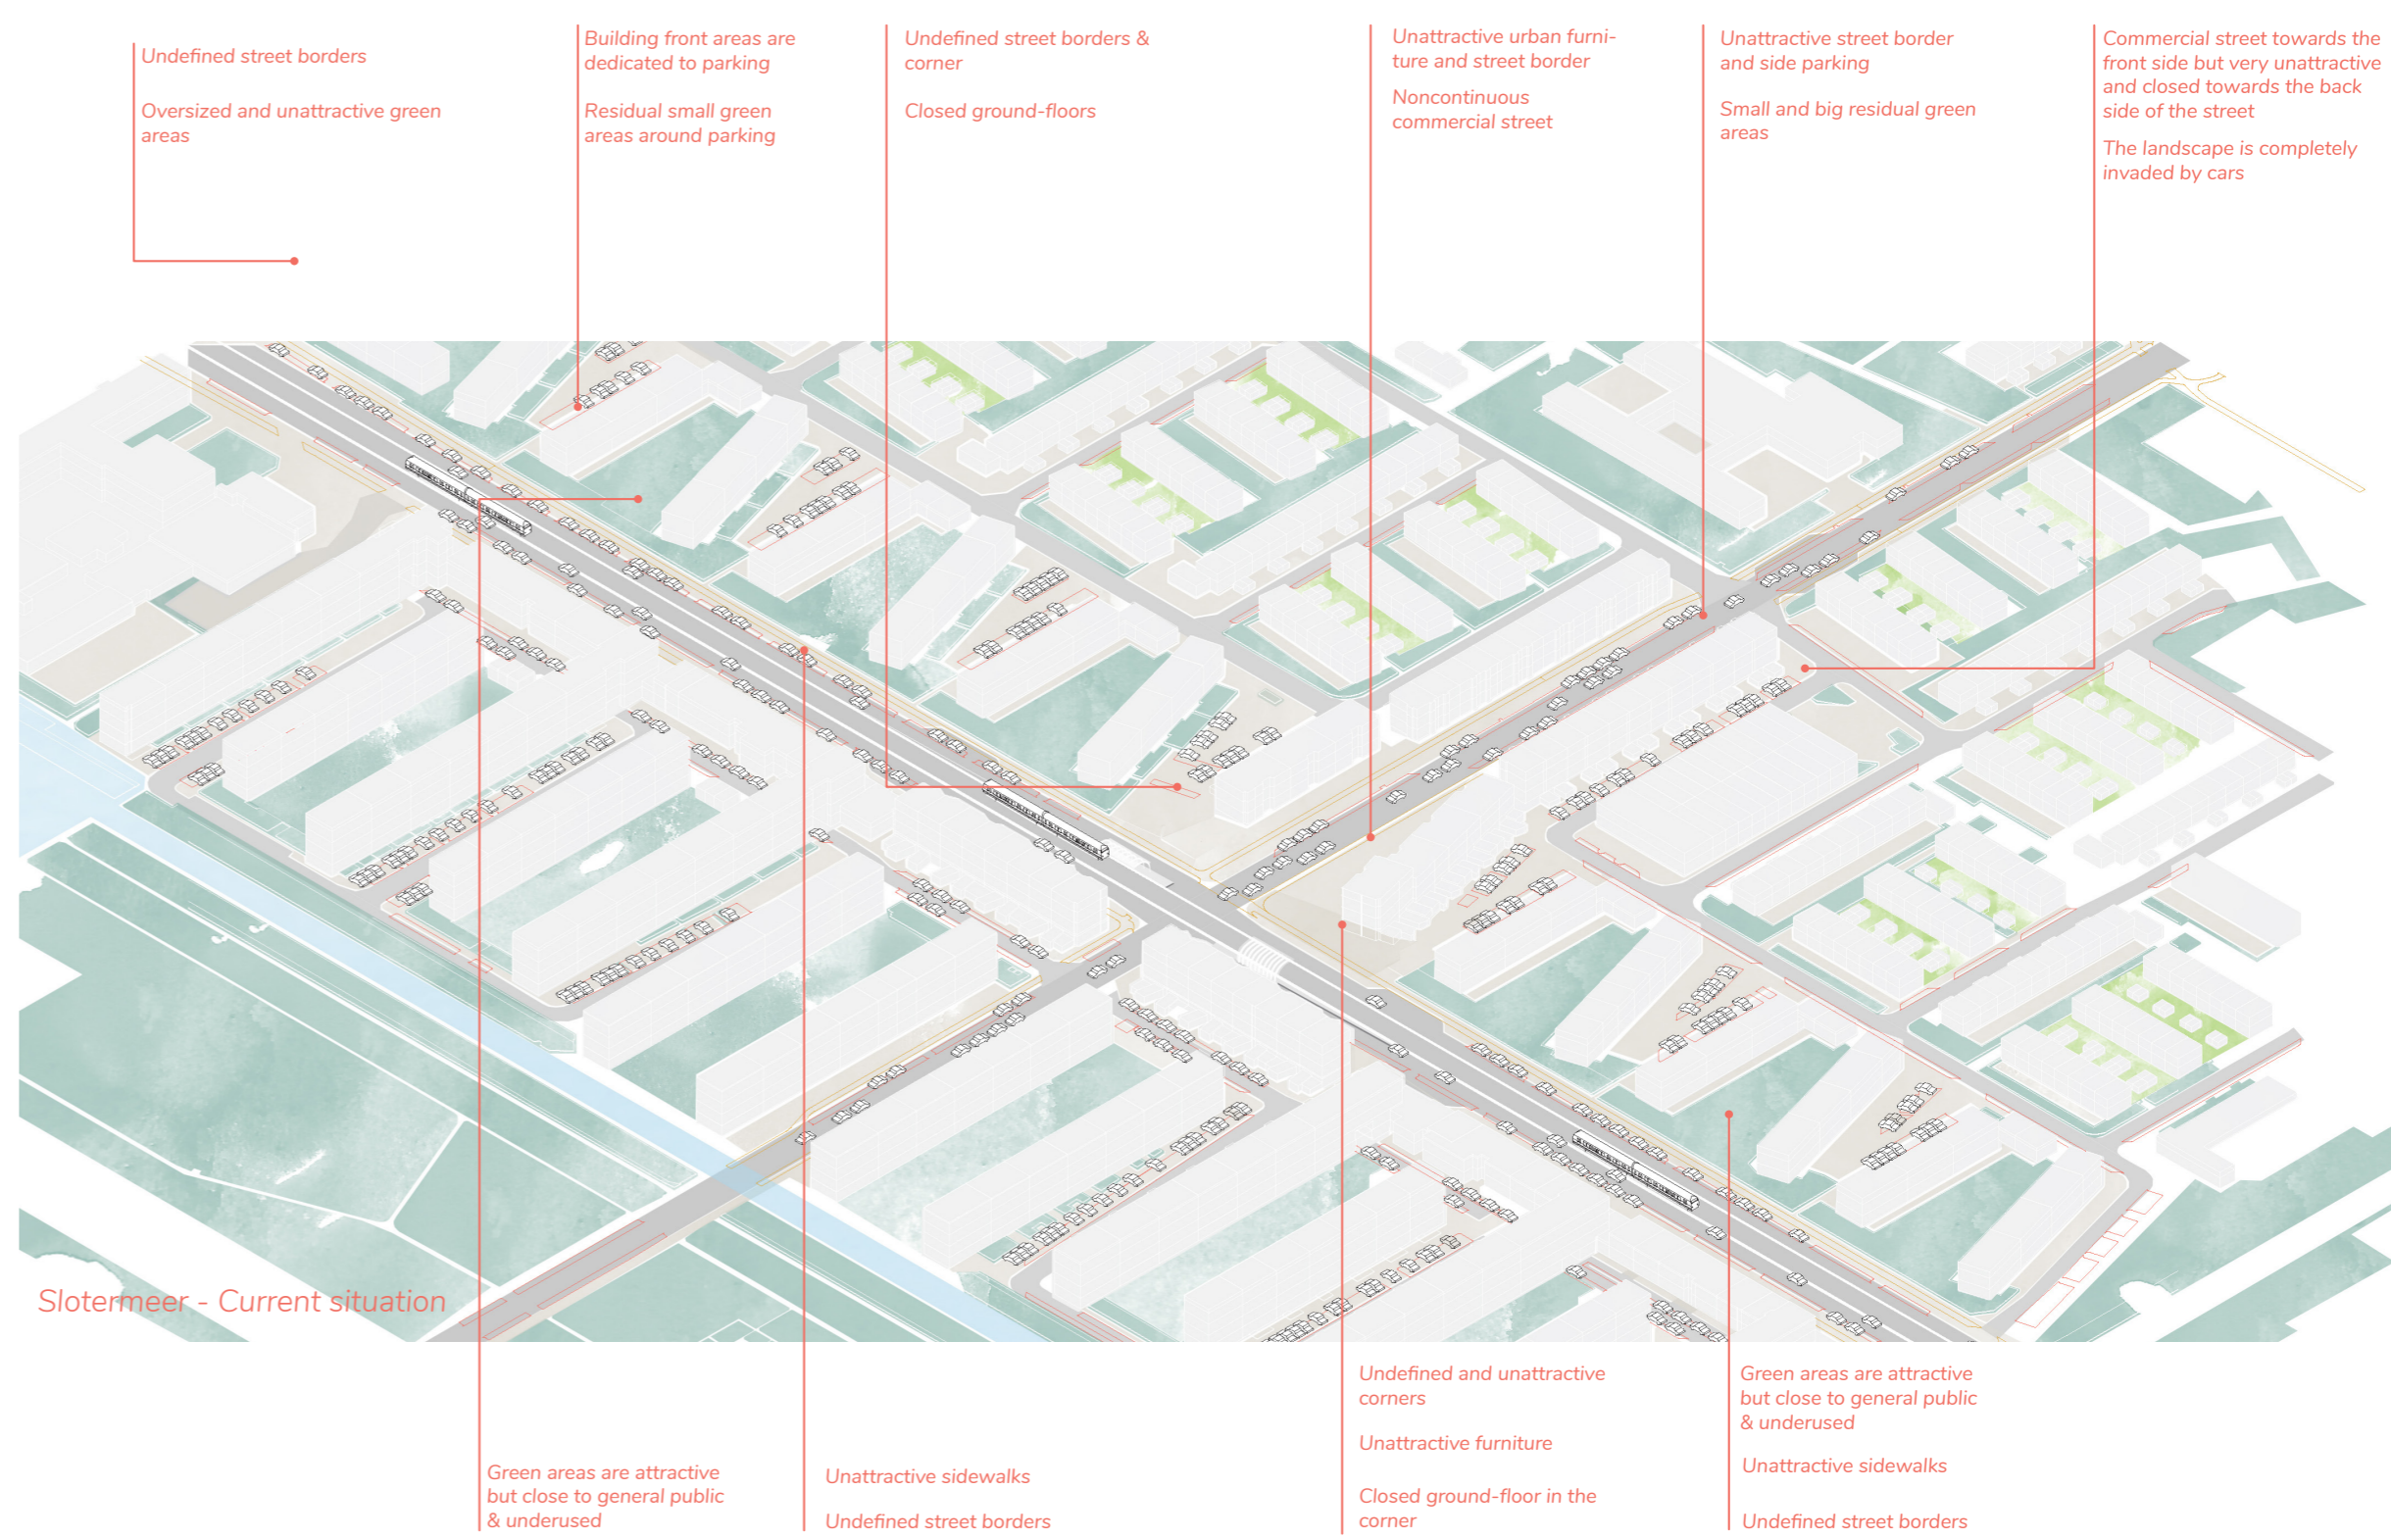 Undefined street borders
Oversized and unattractive green
areas
Building front areas are
dedicated to parking
Residual small green
areas around parking
Undefined street borders &
corner
Closed ground-floors
Unattractive urban furni-
ture and street border
Noncontinuous
commercial street
Unattractive street border
and side parking
Small and big residual green
areas
Commercial street towards the
front side but very unattractive
and closed towards the back
side of the street
The landscape is completely
invaded by cars
Slotermeer - Current situation
Green areas are attractive
but close to general public
& underused
Unattractive sidewalks
Undefined street borders
Undefined and unattractive
corners
Unattractive furniture
Closed ground-floor in the
corner
Green areas are attractive
but close to general public
& underused
Unattractive sidewalks
Undefined street borders